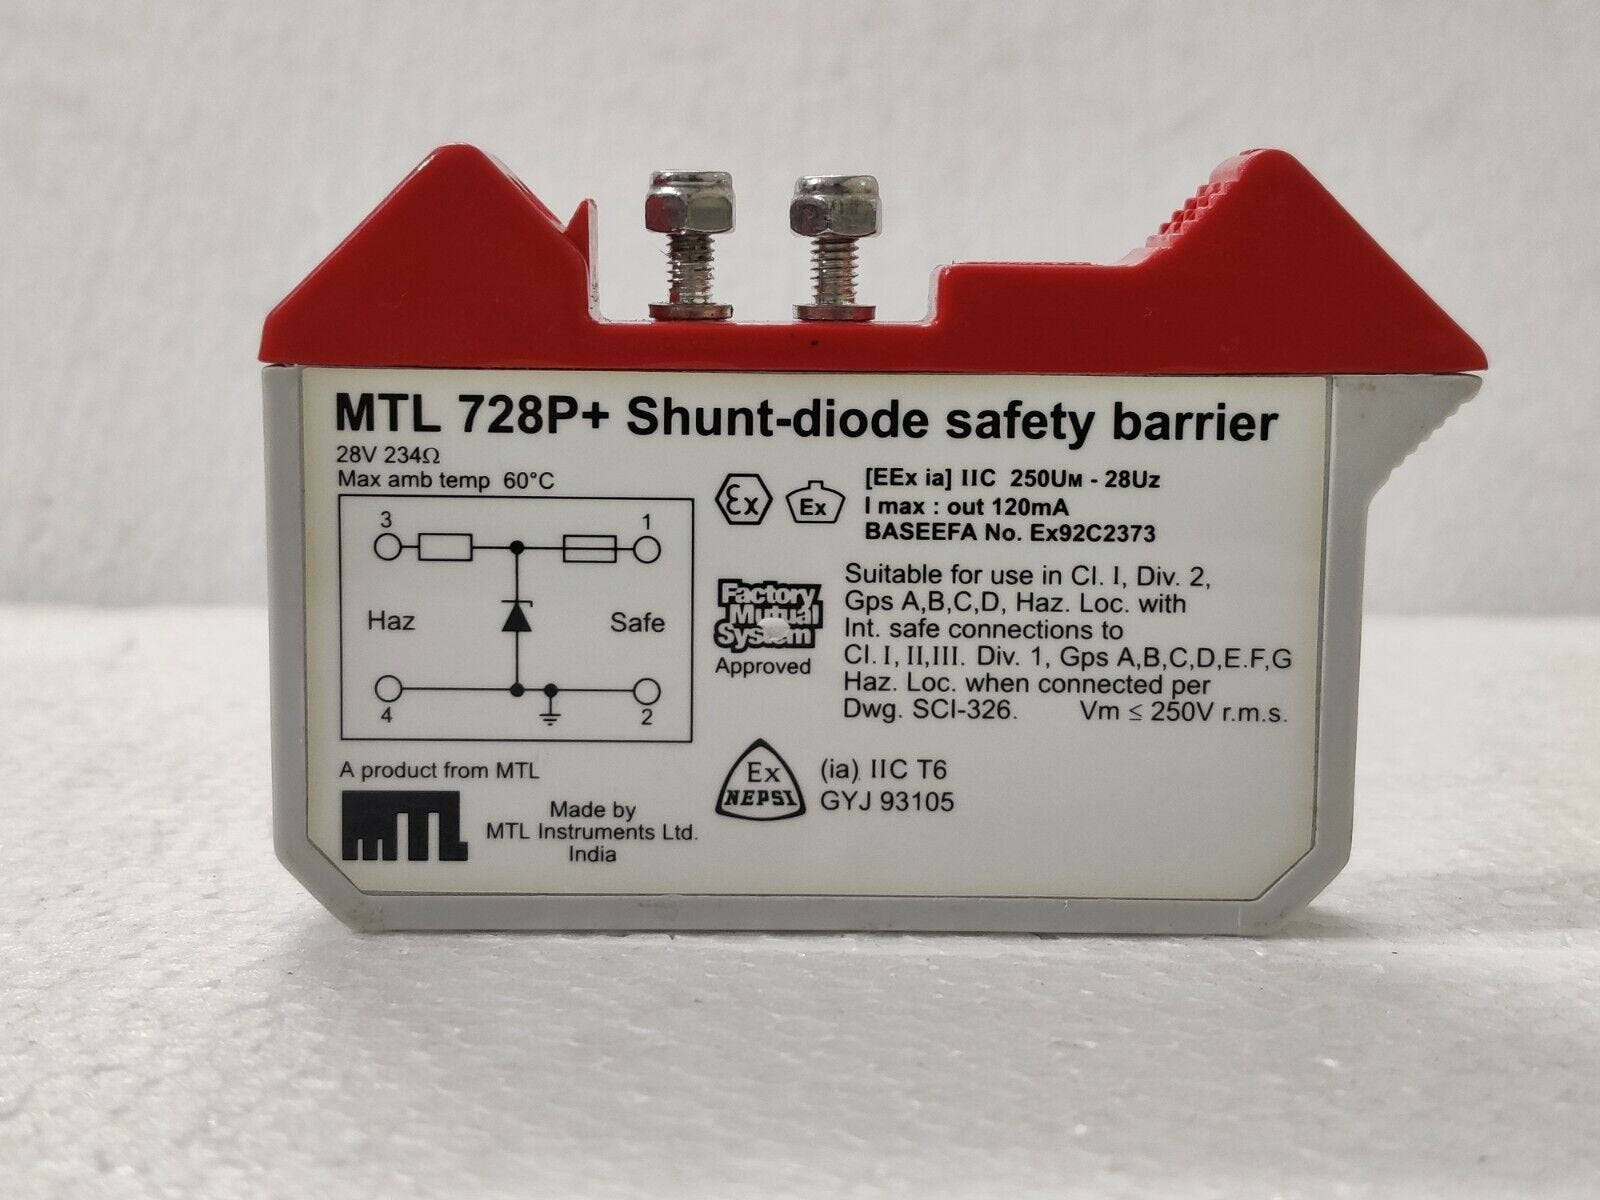 MTL 728P+ Shunt-diode safety barrier
28V 234Ω
Max amb temp 60°C
3
1
Haz
Safe
4
2
A product from MTL
MTL
Made by
MTL Instruments Ltd.
India
Ex
Ex
[EEx ia] IIC 250UM - 28Uz
I max : out 120mA
BASEEFA No. Ex92C2373
Factory
Mutual
System
Approved
Suitable for use in Cl. I, Div. 2,
Gps A,B,C,D, Haz. Loc. with
Int. safe connections to
Cl. I, II,III. Div. 1, Gps A,B,C,D,E.F,G
Haz. Loc. when connected per
Dwg. SCI-326. Vm ≤ 250V r.m.s.
Ex
NEPSI
(ia) IIC T6
GYJ 93105